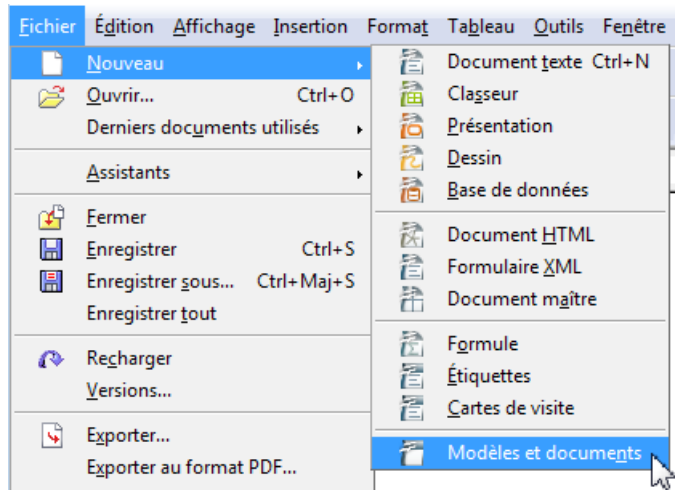 Fichier Édition Affichage Insertion Format Tableau Outils Fenêtre
Nouveau
Ouvrir... Ctrl+O
Derniers documents utilisés
Assistants
Fermer
Enregistrer Ctrl+S
Enregistrer sous... Ctrl+Maj+S
Enregistrer tout
Recharger
Versions...
Exporter...
Exporter au format PDF...
Document texte Ctrl+N
Classeur
Présentation
Dessin
Base de données
Document HTML
Formulaire XML
Document maître
Formule
Étiquettes
Cartes de visite
Modèles et documents